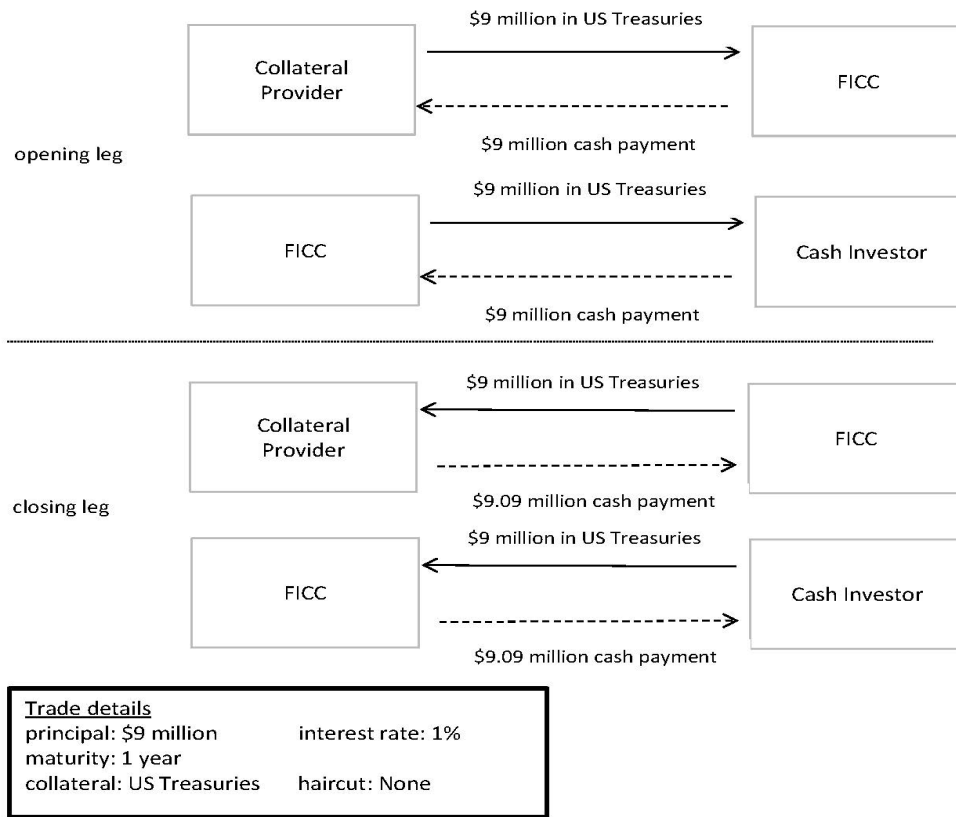 $9 million in US Treasuries
Collateral
Provider
FICC
$9 million cash payment
opening leg
$9 million in US Treasuries
FICC
Cash Investor
$9 million cash payment
$9 million in US Treasuries
Collateral
Provider
FICC
$9.09 million cash payment
closing leg
$9 million in US Treasuries
FICC
Cash Investor
$9.09 million cash payment
Trade details
principal: $9 million interest rate: 1%
maturity: 1 year
collateral: US Treasuries haircut: None